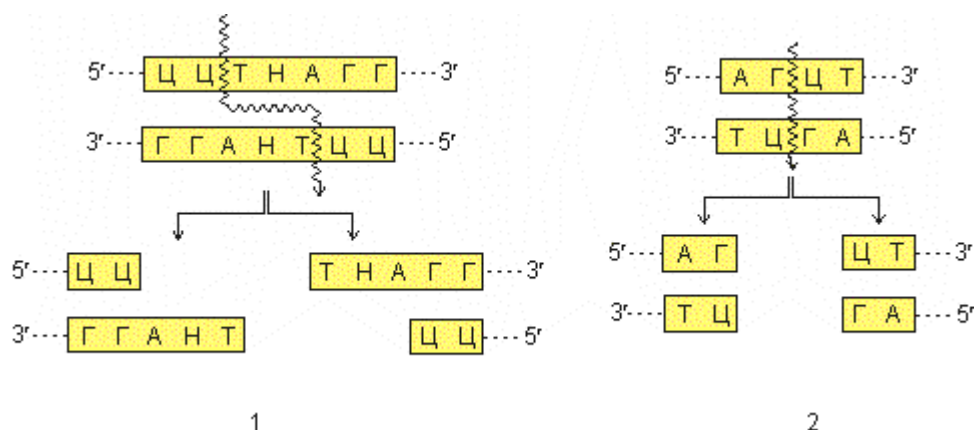 5′ Ц Ц Т Н А Г Г 3′
3′ Г Г А Н Т Ц Ц 5′
5′ А Г Ц Т 3′
3′ Т Ц Г А 5′
5′ Ц Ц Т Н А Г Г 3′
3′ Г Г А Н Т Ц Ц 5′
5′ А Г Ц Т 3′
3′ Т Ц Г А 5′
1
2